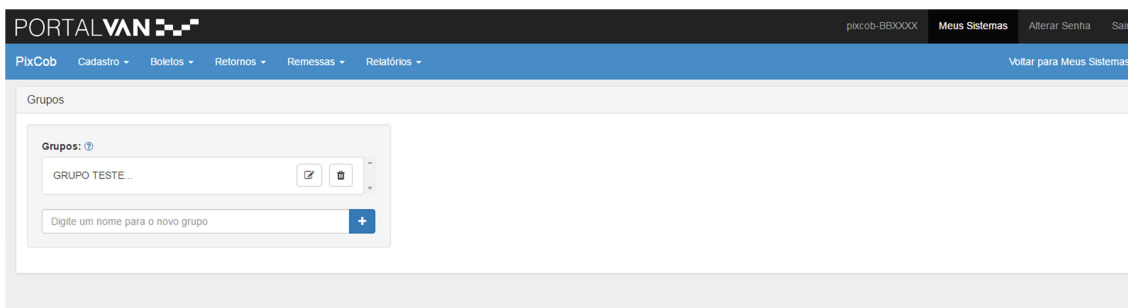 PORTALVAN
pixcob-BBXXXX Meus Sistemas Alterar Senha Sair
PixCob Cadastro Boletos Retornos Remessas Relatórios Voltar para Meus Sistemas
Grupos
Grupos:
GRUPO TESTE...
Digite um nome para o novo grupo
+